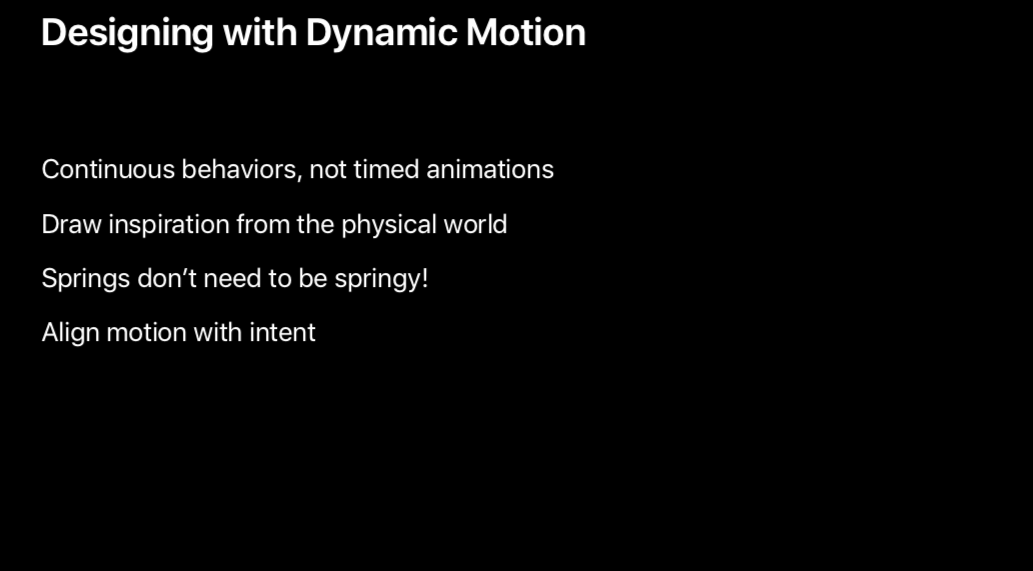 Designing with Dynamic Motion
Continuous behaviors, not timed animations
Draw inspiration from the physical world
Springs don’t need to be springy!
Align motion with intent